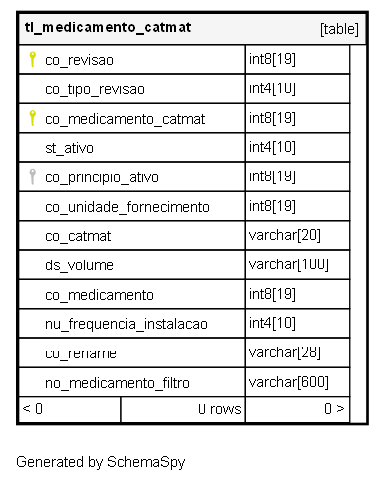 tl_medicamento_catmat [table]
co_revisao int8[19]
co_tipo_revisao int4[10]
co_medicamento_catmat int8[19]
st_ativo int4[10]
co_principio_ativo int8[19]
co_unidade_fornecimento int8[19]
co_catmat varchar[20]
ds_volume varchar[100]
co_medicamento int8[19]
nu_frequencia_instalacao int4[10]
co_rename varchar[28]
no_medicamento_filtro varchar[600]
< 0 0 rows 0 >
Generated by SchemaSpy